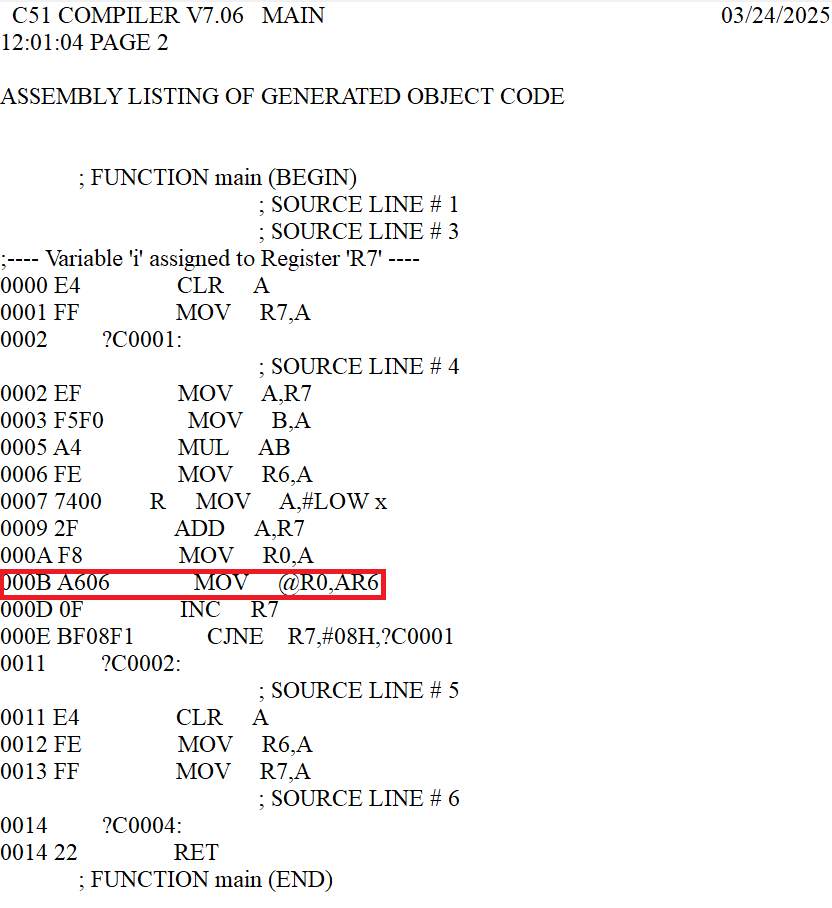 C51 COMPILER V7.06 MAIN 03/24/2025
12:01:04 PAGE 2
ASSEMBLY LISTING OF GENERATED OBJECT CODE
; FUNCTION main (BEGIN)
; SOURCE LINE # 1
; SOURCE LINE # 3
;---- Variable 'i' assigned to Register 'R7' ----
0000 E4 CLR A
0001 FF MOV R7,A
0002 ?C0001:
; SOURCE LINE # 4
0002 EF MOV A,R7
0003 F5F0 MOV B,A
0005 A4 MUL AB
0006 FE MOV R6,A
0007 7400 R MOV A,#LOW x
0009 2F ADD A,R7
000A F8 MOV R0,A
000B A606 MOV @R0,AR6
000D 0F INC R7
000E BF08F1 CJNE R7,#08H,?C0001
0011 ?C0002:
; SOURCE LINE # 5
0011 E4 CLR A
0012 FE MOV R6,A
0013 FF MOV R7,A
; SOURCE LINE # 6
0014 ?C0004:
0014 22 RET
; FUNCTION main (END)